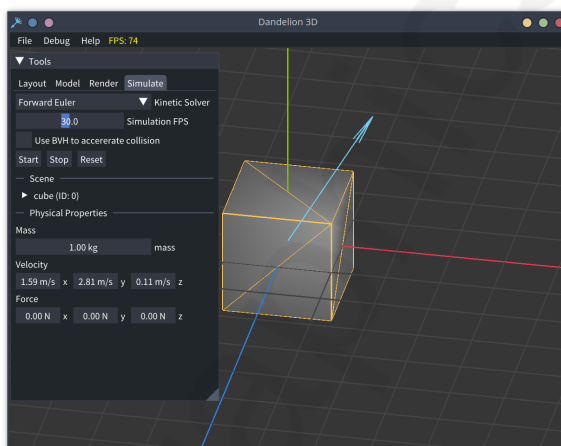 Dandelion 3D
File Debug Help FPS: 74
Tools
Layout Model Render Simulate
Forward Euler Kinetic Solver
30.0 Simulation FPS
Use BVH to accererate collision
Start Stop Reset
Scene
cube (ID: 0)
Physical Properties
Mass
1.00 kg mass
Velocity
1.59 m/s x 2.81 m/s y 0.11 m/s z
Force
0.00 N x 0.00 N y 0.00 N z